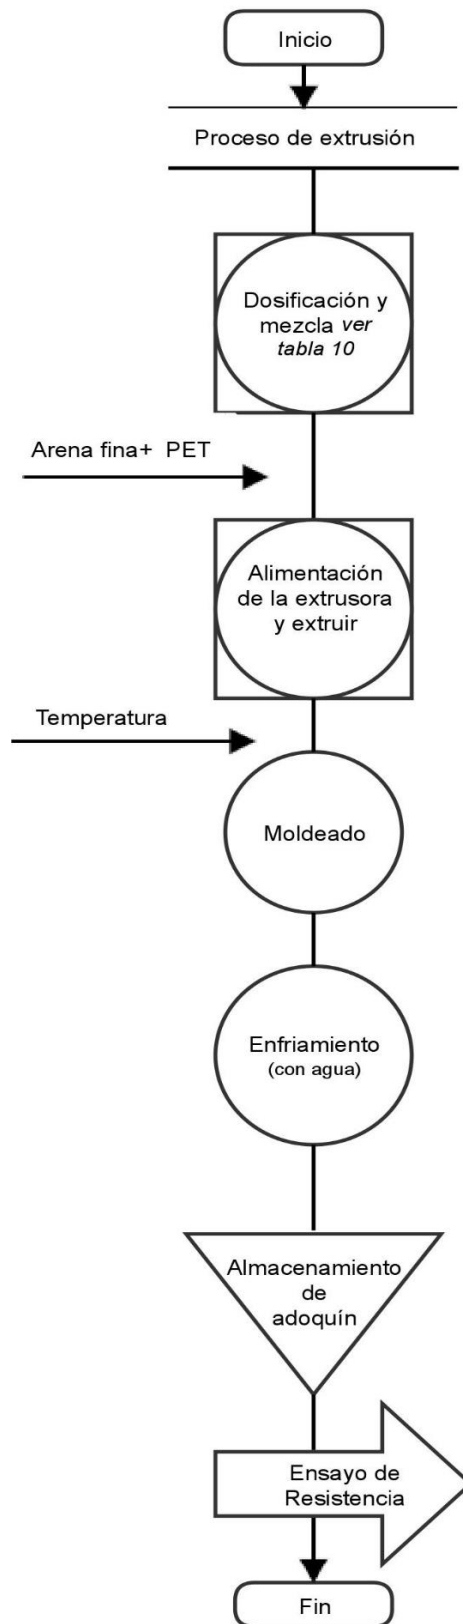 Inicio
Proceso de extrusión
Dosificación y
mezcla ver
tabla 10
Arena fina+ PET
Alimentación
de la extrusora
y extruir
Temperatura
Moldeado
Enfriamiento
(con agua)
Almacenamiento
de
adoquín
Ensayo de
Resistencia
Fin